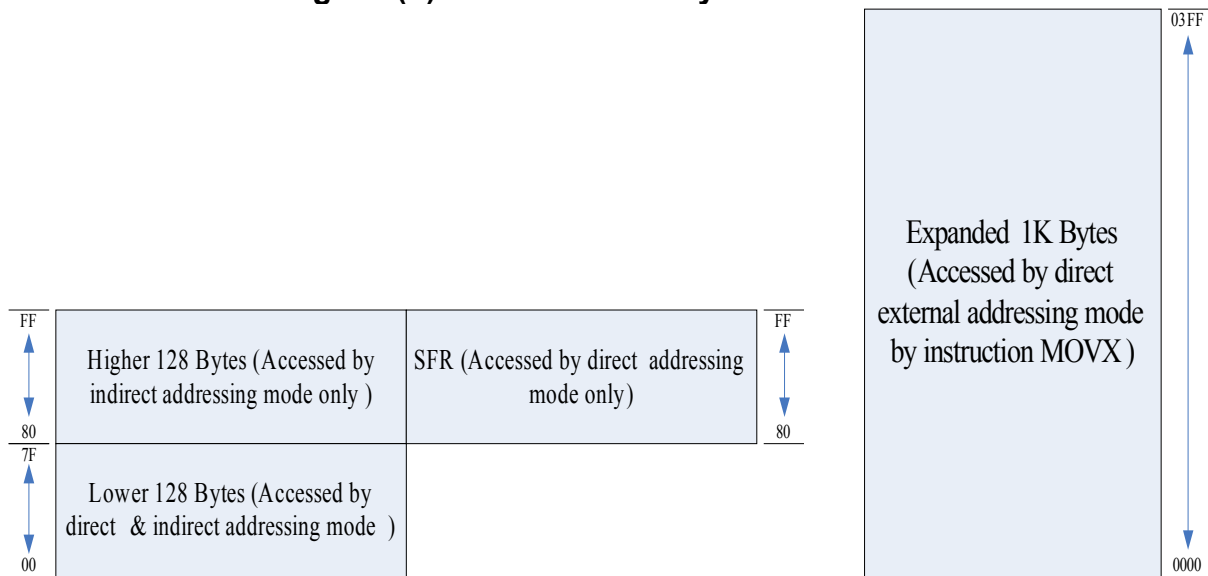 03FF
Expanded 1K Bytes
(Accessed by direct
external addressing mode
by instruction MOVX )
0000
FF
Higher 128 Bytes (Accessed by
indirect addressing mode only )
80
SFR (Accessed by direct addressing
mode only)
FF
80
7F
Lower 128 Bytes (Accessed by
direct & indirect addressing mode )
00